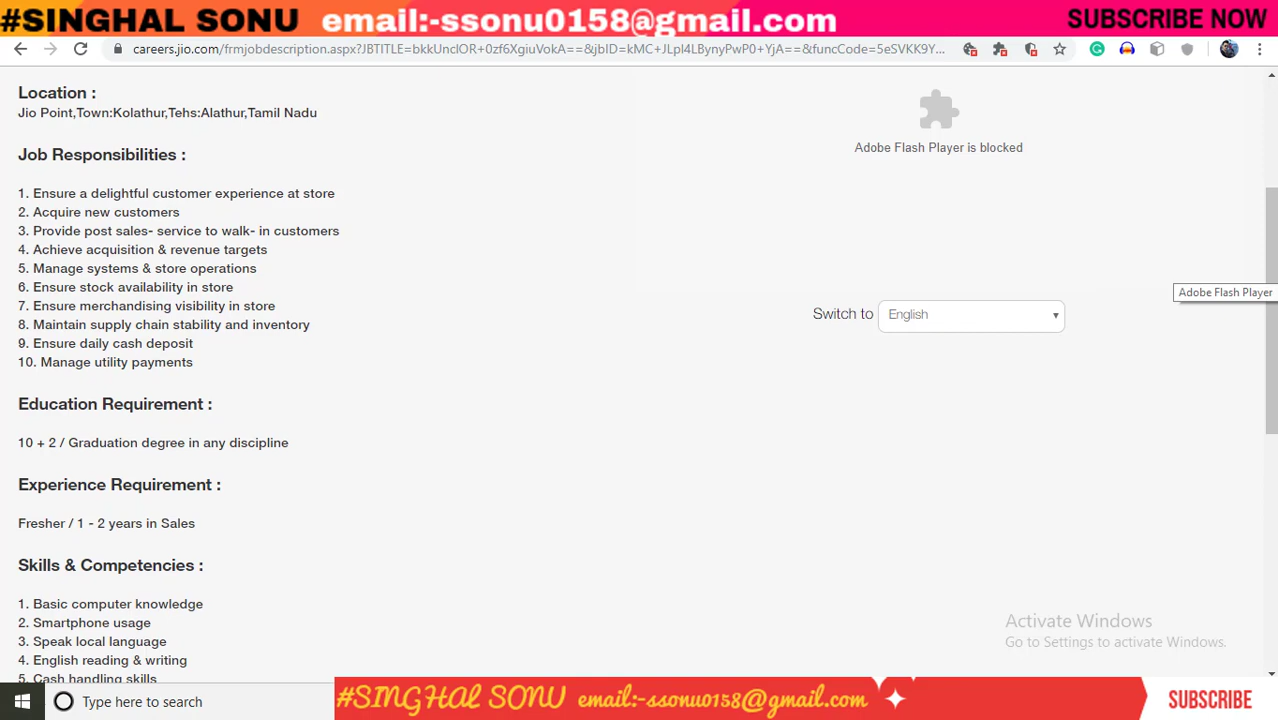 #SINGHAL SONU email:-ssonu0158@gmail.com SUBSCRIBE NOW
careers.jio.com/frmjobdescription.aspx?JBTITLE=bkkUnclOR+0zf6XgiuVokA==&jbID=kMC+JLpl4LBynyPwP0+YjA==&funcCode=5eSVKK9Y...
Location :
Jio Point,Town:Kolathur,Tehs:Alathur,Tamil Nadu
Adobe Flash Player is blocked
Job Responsibilities :
1. Ensure a delightful customer experience at store
2. Acquire new customers
3. Provide post sales- service to walk- in customers
4. Achieve acquisition & revenue targets
5. Manage systems & store operations
6. Ensure stock availability in store
Adobe Flash Player
7. Ensure merchandising visibility in store
Switch to English
8. Maintain supply chain stability and inventory
9. Ensure daily cash deposit
10. Manage utility payments
Education Requirement :
10 + 2 / Graduation degree in any discipline
Experience Requirement :
Fresher / 1 - 2 years in Sales
Skills & Competencies :
1. Basic computer knowledge
2. Smartphone usage
3. Speak local language
4. English reading & writing
5. Cash handling skills
Activate Windows
Go to Settings to activate Windows.
Type here to search
#SINGHAL SONU email:-ssonu0158@gmail.com SUBSCRIBE